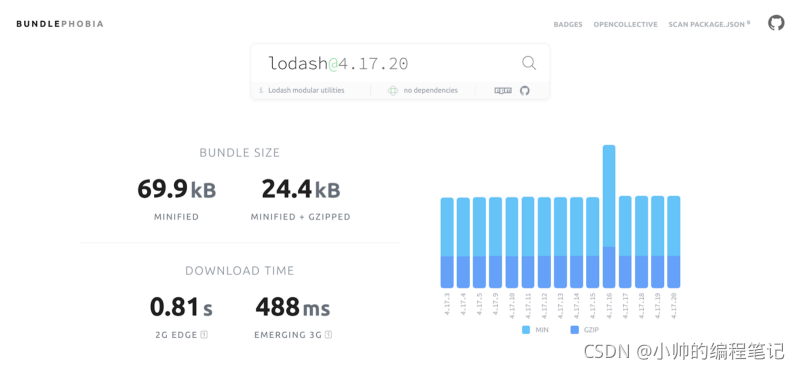 BUNDLEPHOBIA
BADGES OPENCOLLECTIVE SCAN PACKAGE.JSON β
lodash@4.17.20
Lodash modular utilities no dependencies npm
BUNDLE SIZE
69.9 kB 24.4 kB
MINIFIED MINIFIED + GZIPPED
DOWNLOAD TIME
0.81 s 488 ms
2G EDGE EMERGING 3G
4.17.3 4.17.4 4.17.5 4.17.9 4.17.10 4.17.11 4.17.12 4.17.13 4.17.14 4.17.15 4.17.16 4.17.17 4.17.18 4.17.19 4.17.20
MIN GZIP
CSDN @小帅的编程笔记